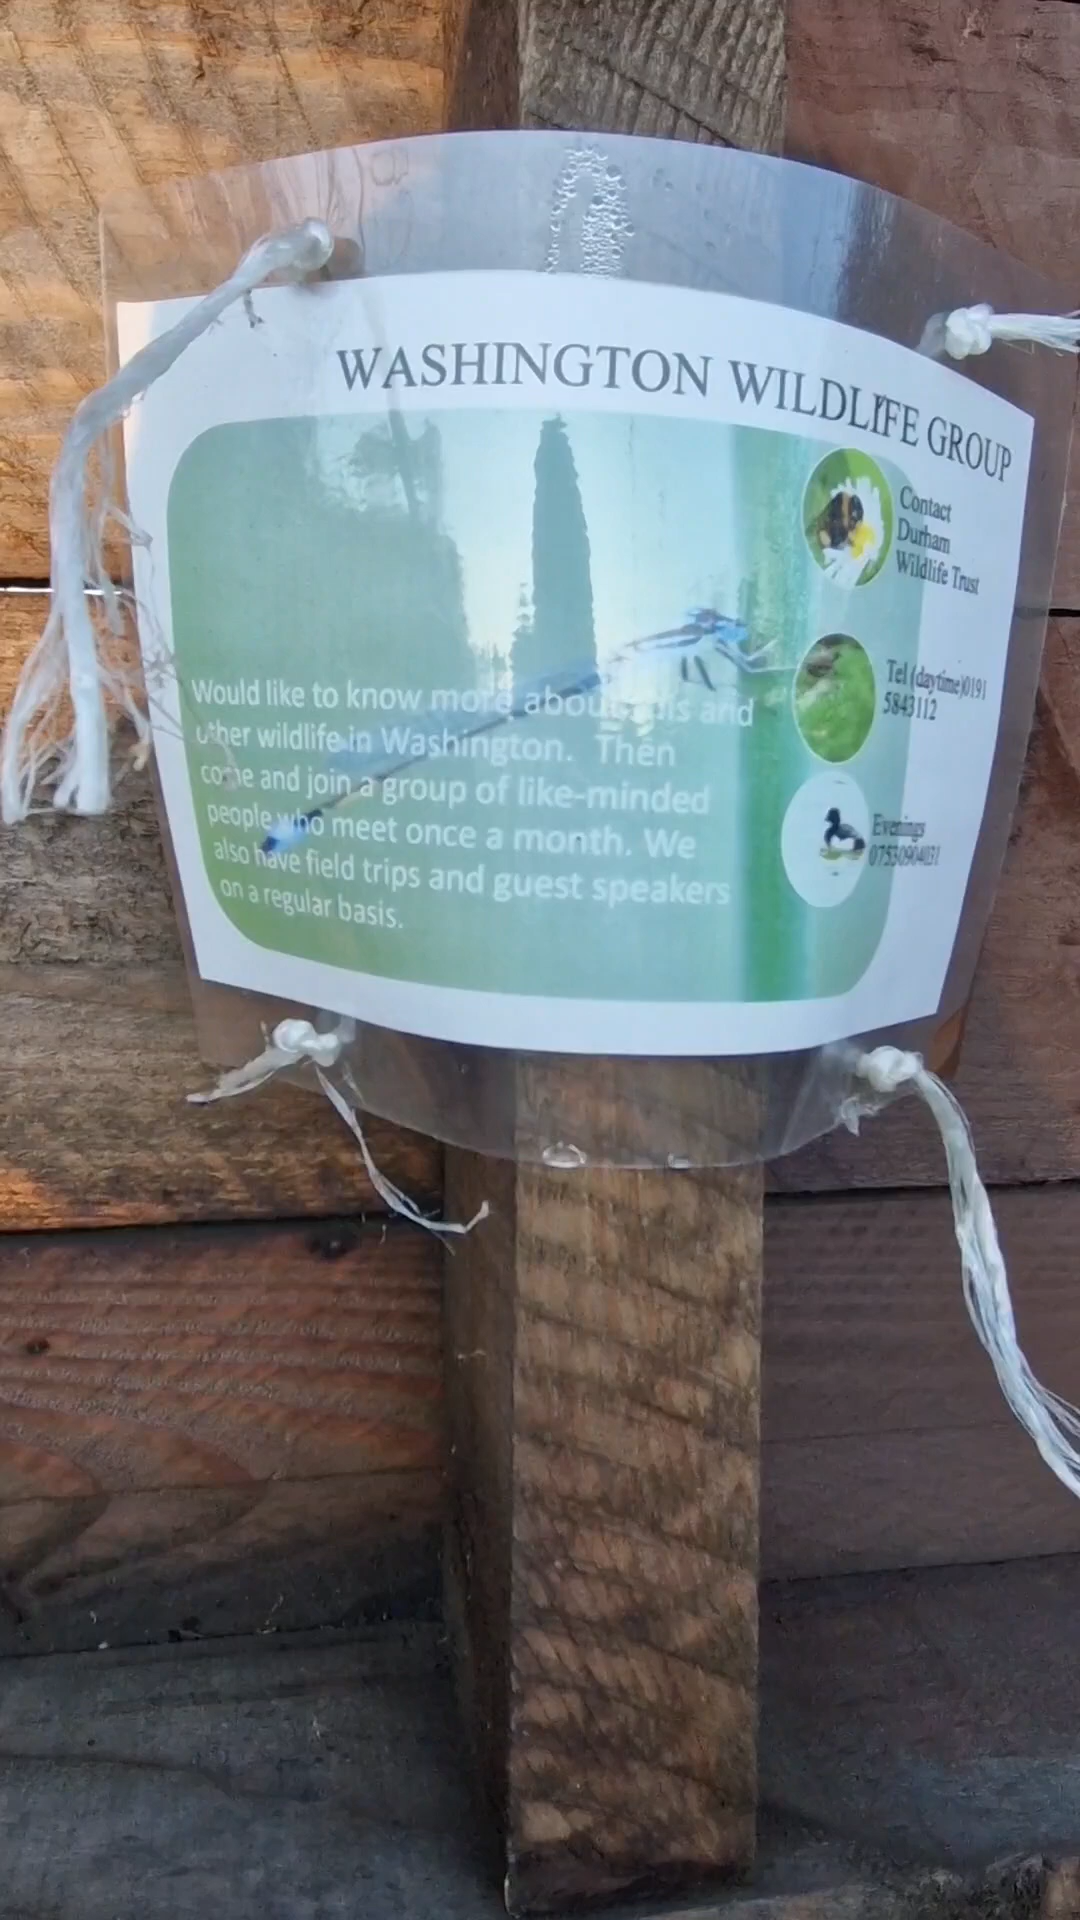 WASHINGTON WILDLIFE GROUP
Would like to know more about this and
other wildlife in Washington. Then
come and join a group of like-minded
people who meet once a month. We
also have field trips and guest speakers
on a regular basis.
Contact
Durham
Wildlife Trust
Tel (daytime)0191
5843112
Evenings
07530904031